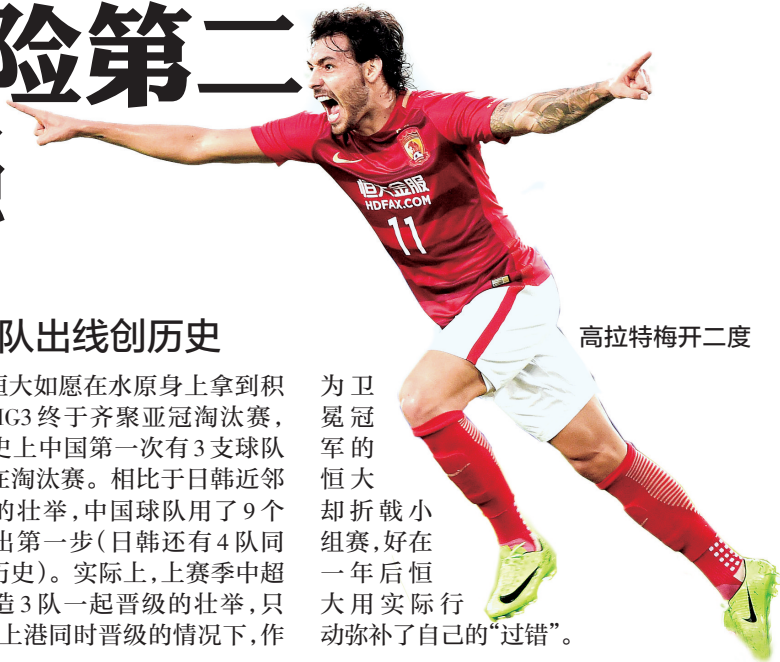 险第二
恒大金服
HDFAX.COM
11
队出线创历史
高拉特梅开二度
恒大如愿在水原身上拿到积
G3终于齐聚亚冠淘汰赛，
史上中国第一次有3支球队
在淘汰赛。相比于日韩近邻
的壮举，中国球队用了9个
出第一步（日韩还有4队同
历史）。实际上，上赛季中超
造3队一起晋级的壮举，只
上港同时晋级的情况下，作
为卫
冕冠
军的
恒大
却折戟小
组赛，好在
一年后恒
大用实际行
动弥补了自己的“过错”。